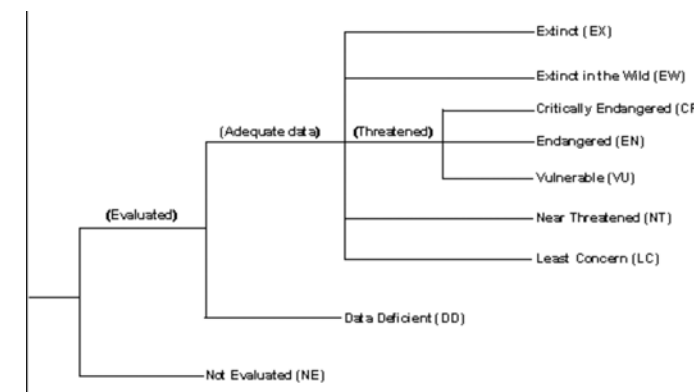 Extinct (EX)
Extinct in the Wild (EW)
Critically Endangered (CR
(Adequate data)
(Threatened)
Endangered (EN)
Vulnerable (VU)
(Evaluated)
Near Threatened (NT)
Least Concern (LC)
Data Deficient (DD)
Not Evaluated (NE)